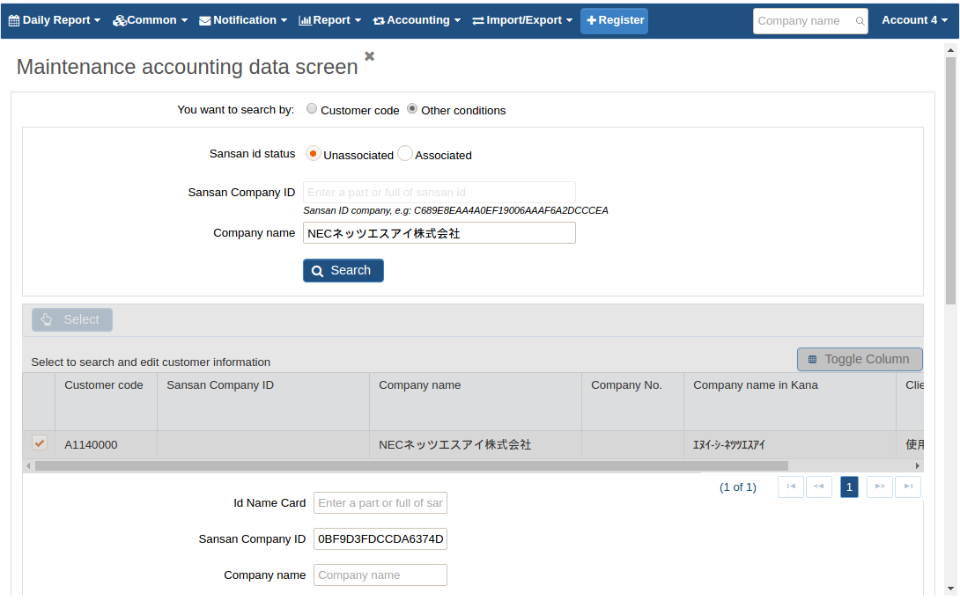 Daily Report Common Notification Report Accounting Import/Export Register Company name Account 4
Maintenance accounting data screen
You want to search by: Customer code Other conditions
Sansan id status Unassociated Associated
Sansan Company ID Enter a part or full of sansan id
Sansan ID company, e.g: C689E8EAA4A0EF19006AAAF6A2DCCCEA
Company name NECネッツエスアイ株式会社
Search
Select
Select to search and edit customer information Toggle Column
Customer code Sansan Company ID Company name Company No. Company name in Kana Clie
A1140000 NECネッツエスアイ株式会社 ｴﾇｲ-ｼ-ﾈｯﾂｴｽｱｲ 使用
(1 of 1) 1
Id Name Card Enter a part or full of sar
Sansan Company ID 0BF9D3FDCCDA6374D
Company name Company name